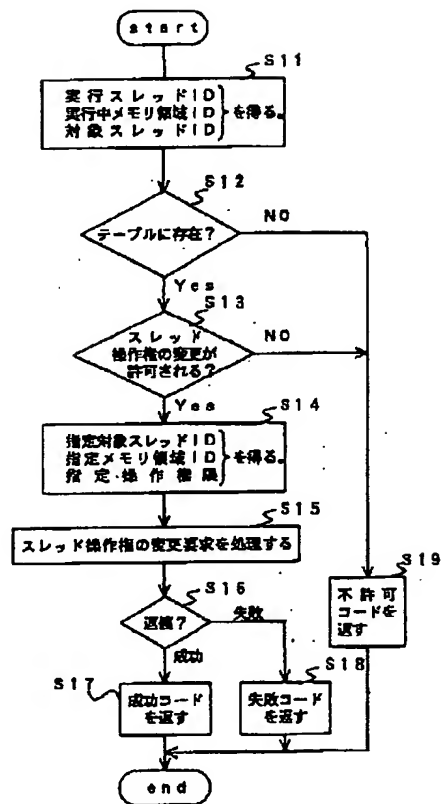 start
S11
実行スレッドID
実行中メモリ領域ID
対象スレッドID
を得る。
S12
テーブルに存在?
NO
Yes
S13
スレッド
操作権の変更が
許可される?
NO
Yes
S14
指定対象スレッドID
指定メモリ領域ID
指定操作権限
を得る。
S15
スレッド操作権の変更要求を処理する
S16
返値?
失敗
成功
S17
成功コード
を返す
S18
失敗コード
を返す
S19
不許可
コードを
返す
end